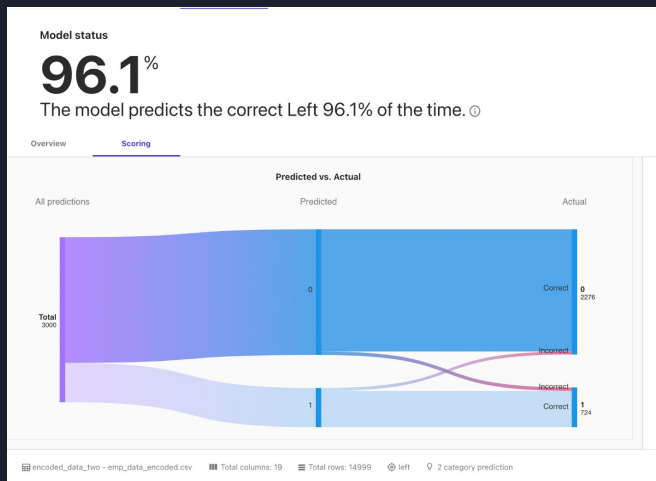 Model status
96.1%
The model predicts the correct Left 96.1% of the time.
Overview Scoring
Predicted vs. Actual
All predictions Predicted Actual
0
Correct
0
2276
Total
3000
Incorrect
Incorrect
1
Correct
1
724
encoded_data_two - emp_data_encoded.csv Total columns: 19 Total rows: 14999 left 2 category prediction